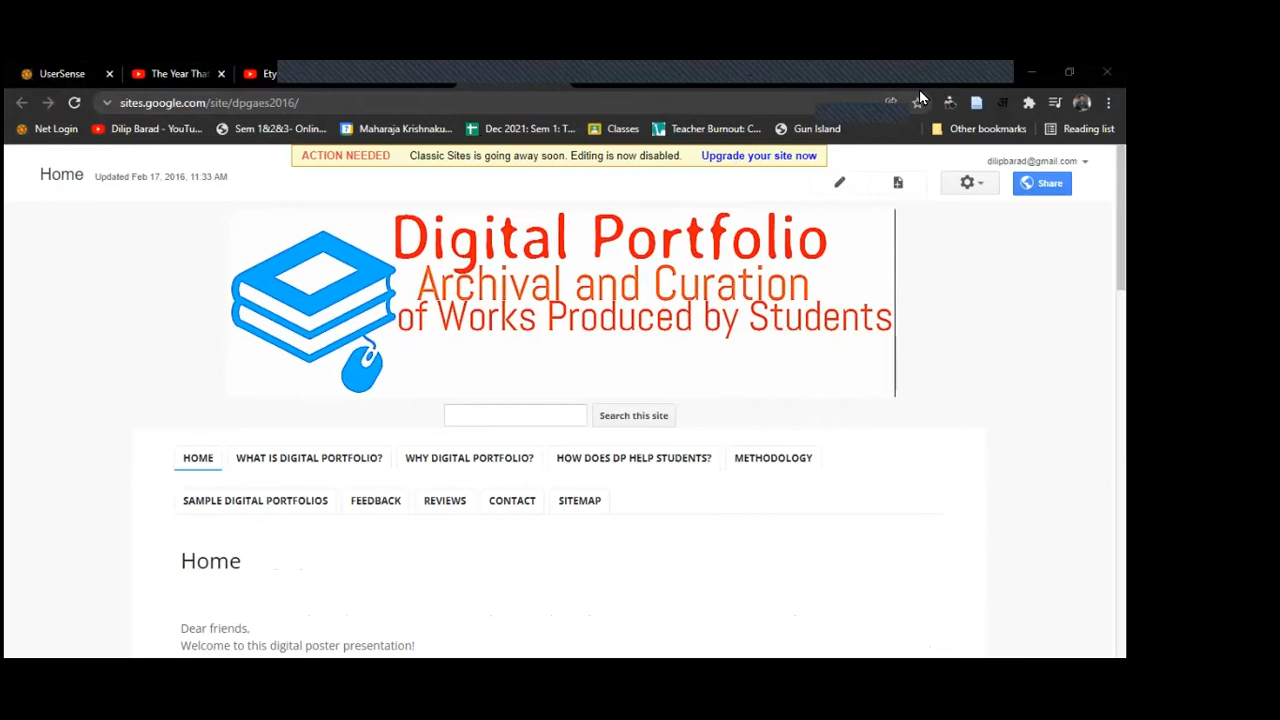 UserSense
The Year That
Ety
sites.google.com/site/dpgaes2016/
Net Login
Dilip Barad - YouTu...
Sem 1&2&3- Onlin...
Maharaja Krishnaku...
Dec 2021: Sem 1: T...
Classes
Teacher Burnout: C...
Gun Island
Other bookmarks
Reading list
ACTION NEEDED Classic Sites is going away soon. Editing is now disabled. Upgrade your site now
dilipbarad@gmail.com
Home Updated Feb 17, 2016, 11:33 AM
Share
Digital Portfolio
Archival and Curation
of Works Produced by Students
Search this site
HOME WHAT IS DIGITAL PORTFOLIO? WHY DIGITAL PORTFOLIO? HOW DOES DP HELP STUDENTS? METHODOLOGY
SAMPLE DIGITAL PORTFOLIOS FEEDBACK REVIEWS CONTACT SITEMAP
Home
Dear friends,
Welcome to this digital poster presentation!